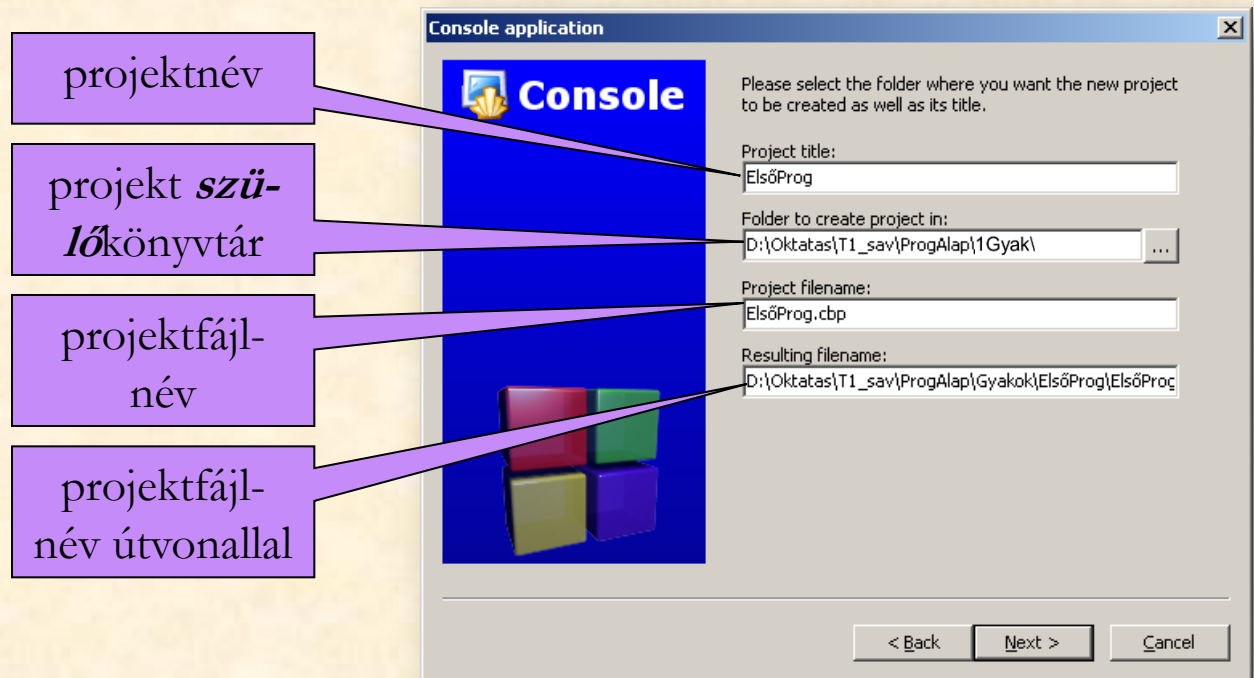 projektnév
projekt szü-
lőkönyvtár
projektfájl-
név
projektfájl-
név útvonallal
Console application
Console
Please select the folder where you want the new project
to be created as well as its title.
Project title:
ElsőProg
Folder to create project in:
D:\Oktatas\T1_sav\ProgAlap\1Gyak\
...
Project filename:
ElsőProg.cbp
Resulting filename:
D:\Oktatas\T1_sav\ProgAlap\Gyakok\ElsőProg\ElsőProg
< Back
Next >
Cancel